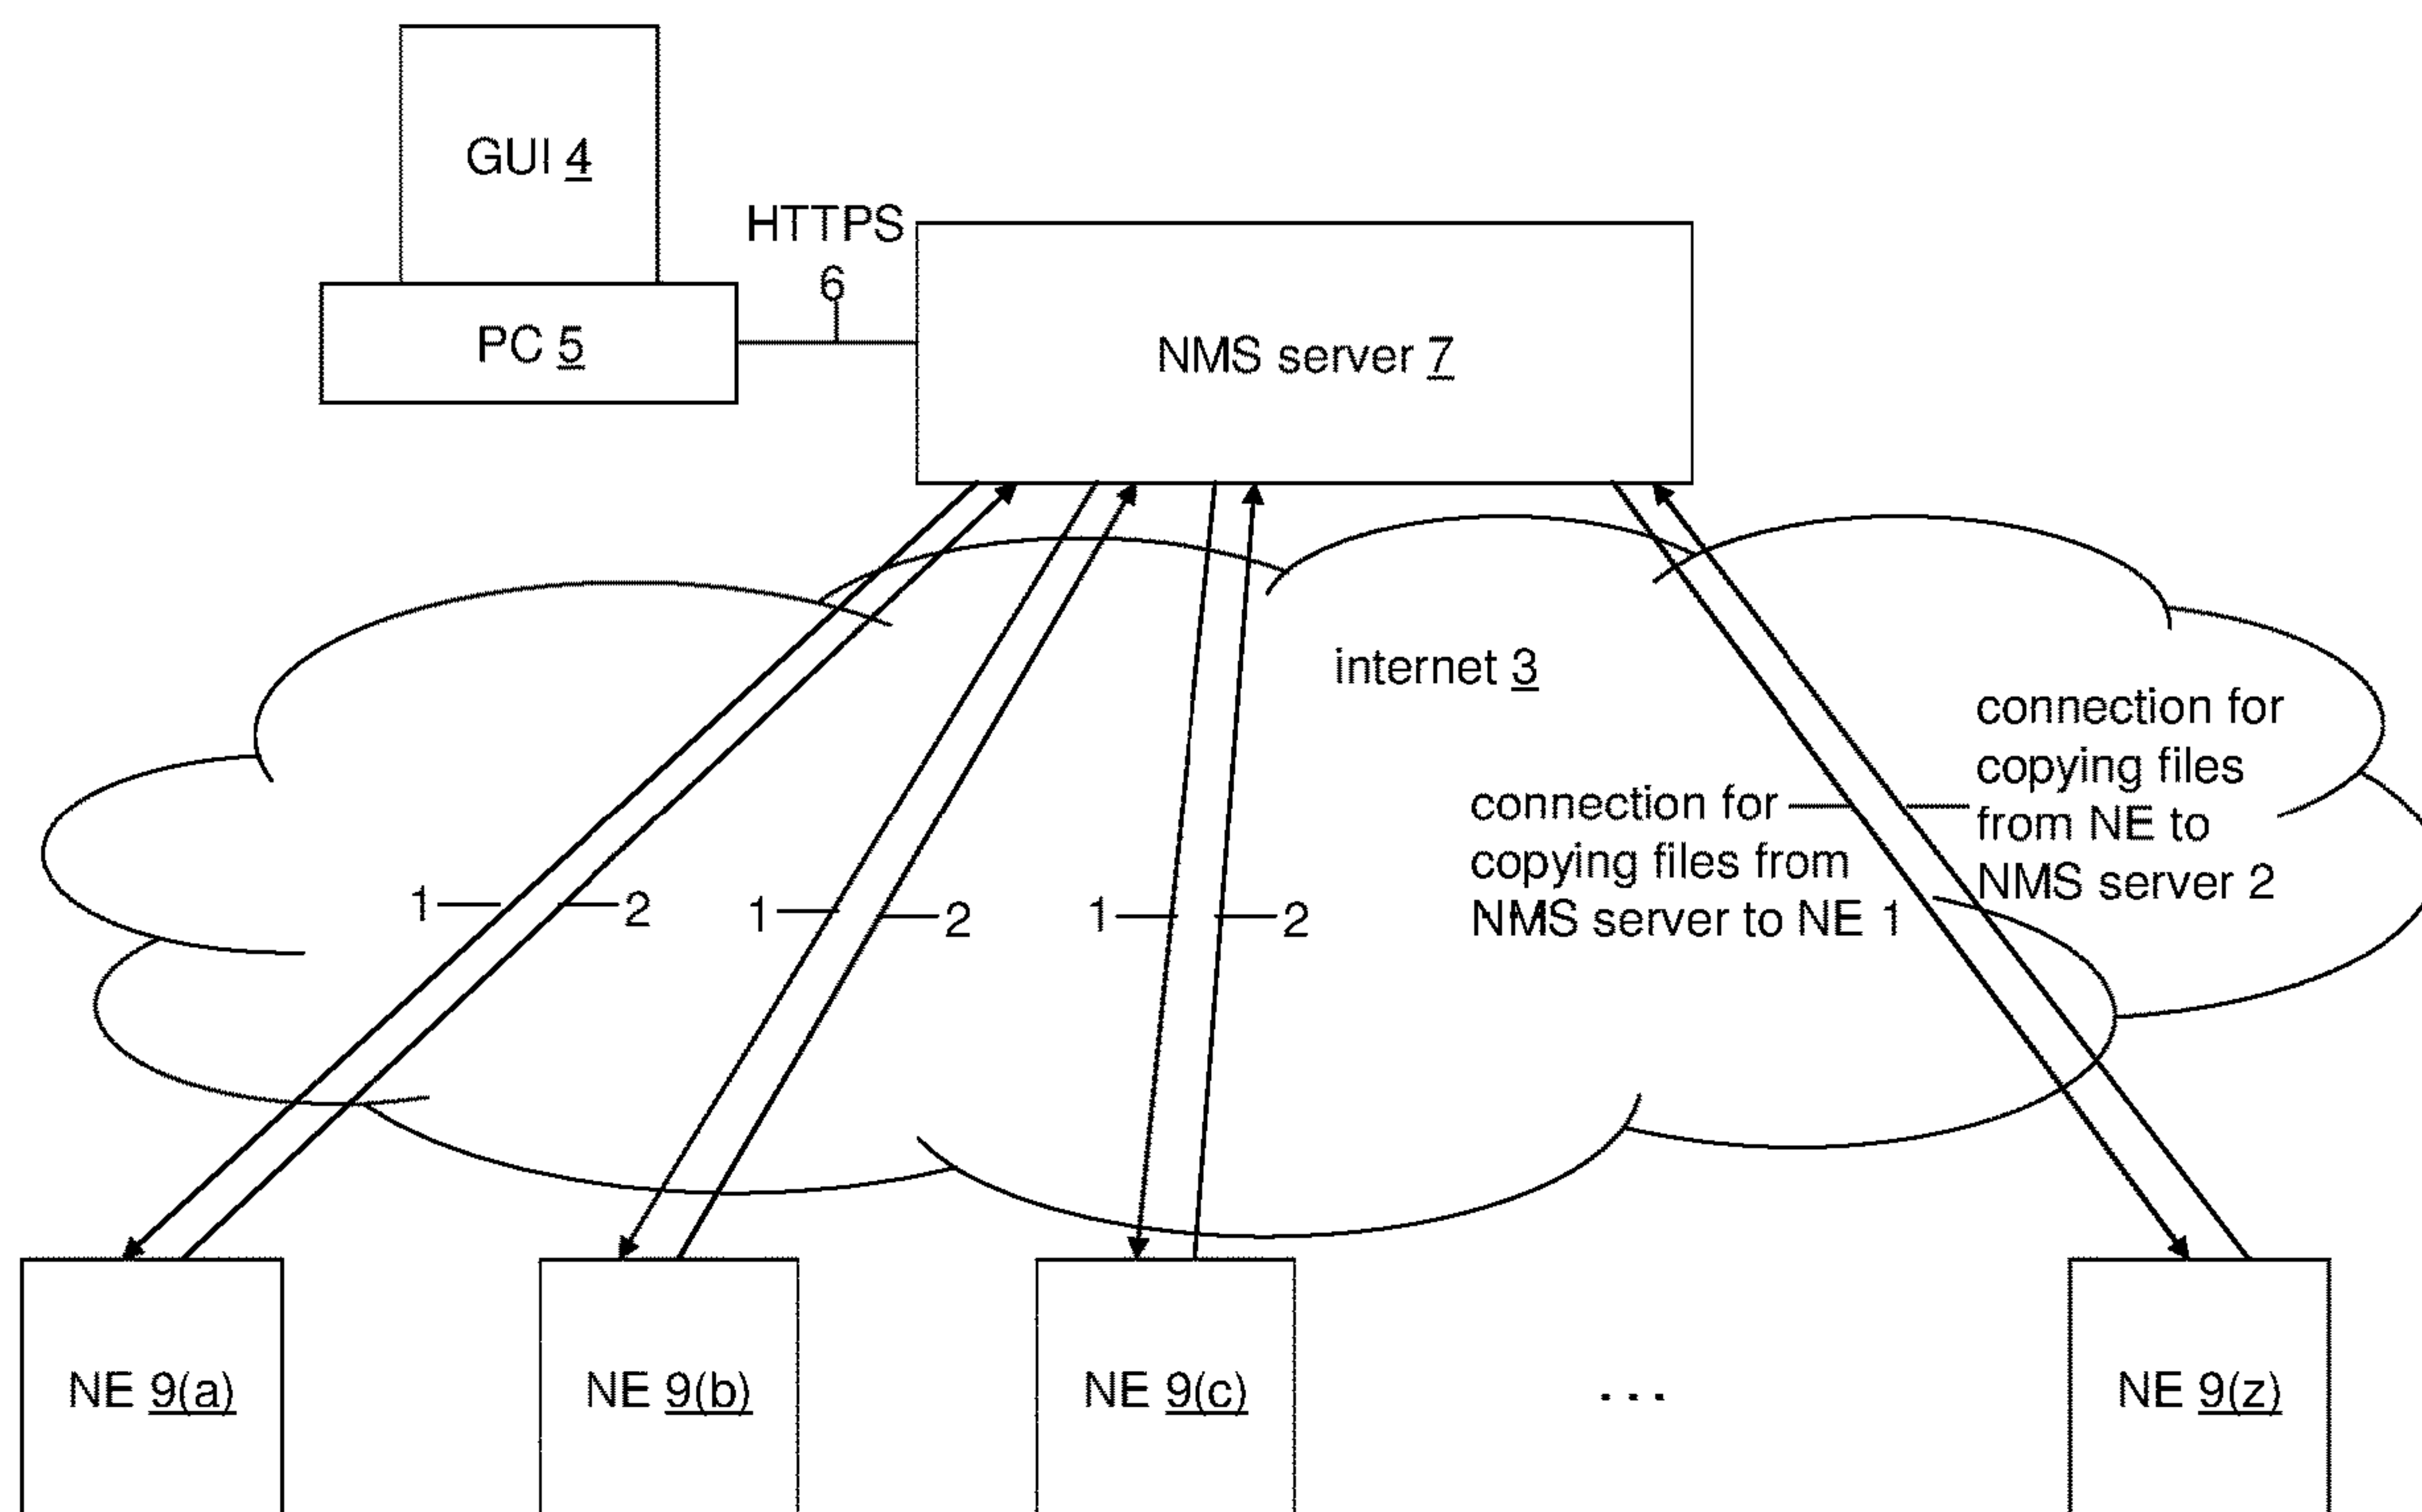 GUI 4
HTTPS
6
PC 5
NMS server 7
internet 3
connection for
copying files
from NE to
NMS server 2
connection for
copying files from
NMS server to NE 1
1
2
1
2
1
2
NE 9(a)
NE 9(b)
NE 9(c)
...
NE 9(z)